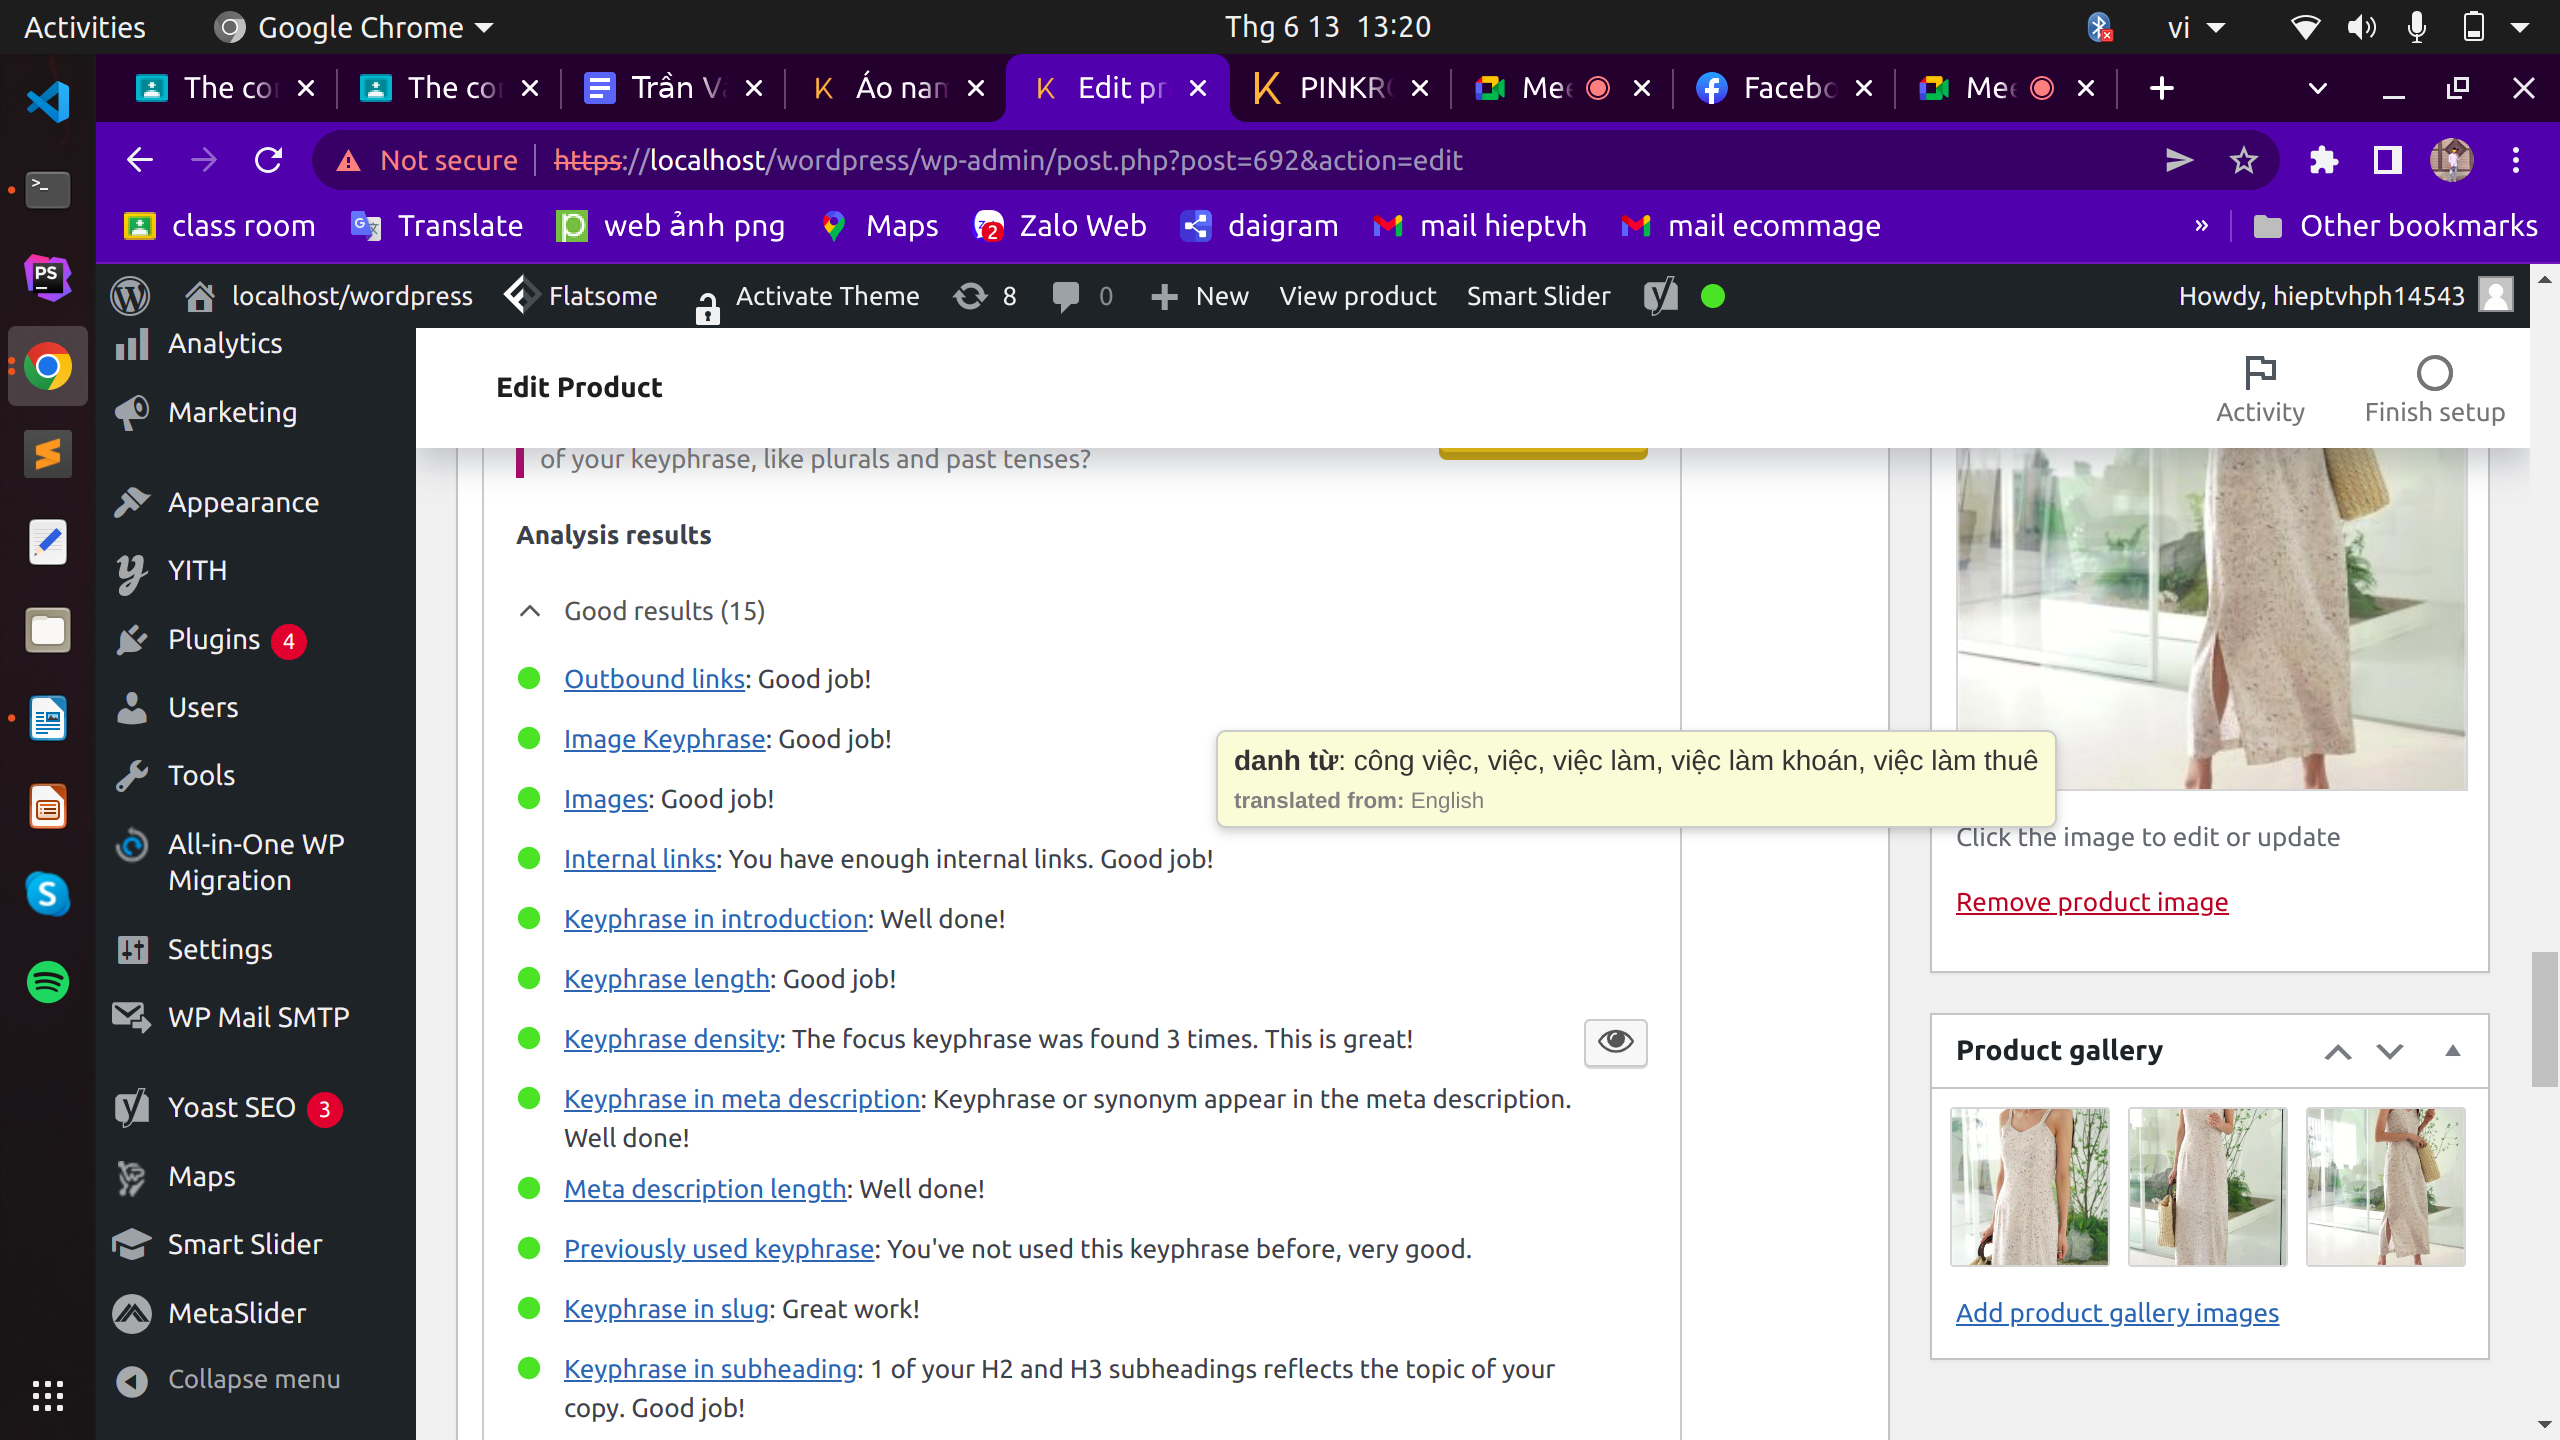 Activities
Google Chrome
Thg 6 13 13:20
vi
The co
The co
Trần V
Áo nam
Edit pr
PINKR
Mee
Facebo
Mee
Not secure
https://localhost/wordpress/wp-admin/post.php?post=692&action=edit
class room
Translate
web ảnh png
Maps
Zalo Web
daigram
mail hieptvh
mail ecommage
»
Other bookmarks
localhost/wordpress
Flatsome
Activate Theme
8
0
New
View product
Smart Slider
Howdy, hieptvhph14543
Analytics
Marketing
Appearance
YITH
Plugins 4
Users
Tools
All-in-One WP
Migration
Settings
WP Mail SMTP
Yoast SEO 3
Maps
Smart Slider
MetaSlider
Collapse menu
Edit Product
Activity
Finish setup
of your keyphrase, like plurals and past tenses?
Analysis results
Good results (15)
Outbound links: Good job!
Image Keyphrase: Good job!
Images: Good job!
Internal links: You have enough internal links. Good job!
Keyphrase in introduction: Well done!
Keyphrase length: Good job!
Keyphrase density: The focus keyphrase was found 3 times. This is great!
Keyphrase in meta description: Keyphrase or synonym appear in the meta description.
Well done!
Meta description length: Well done!
Previously used keyphrase: You've not used this keyphrase before, very good.
Keyphrase in slug: Great work!
Keyphrase in subheading: 1 of your H2 and H3 subheadings reflects the topic of your
copy. Good job!
danh từ: công việc, việc, việc làm, việc làm khoán, việc làm thuê
translated from: English
Click the image to edit or update
Remove product image
Product gallery
Add product gallery images